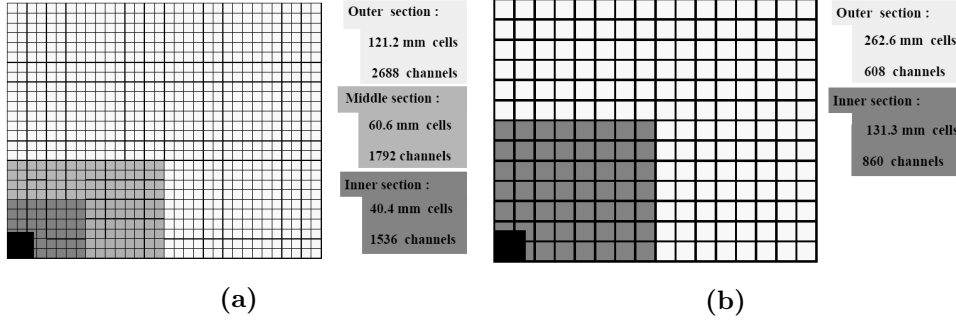 Outer section :
121.2 mm cells
2688 channels
Middle section :
60.6 mm cells
1792 channels
Inner section :
40.4 mm cells
1536 channels
(a)
Outer section :
262.6 mm cells
608 channels
Inner section :
131.3 mm cells
860 channels
(b)